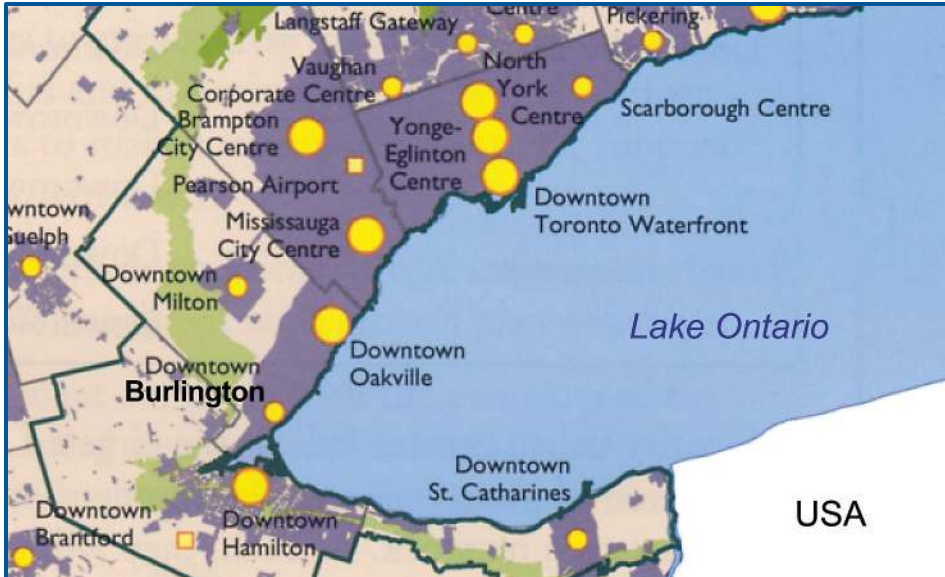 Centre
Pickering
Langstaff Gateway
Vaughan
Corporate Centre
North
York
Centre
Scarborough Centre
Brampton
City Centre
Yonge-
Eglinton
Centre
Pearson Airport
Downtown
Toronto Waterfront
Mississauga
City Centre
Downtown
Milton
Lake Ontario
Downtown
Oakville
Downtown
Burlington
Downtown
St. Catharines
USA
Downtown
Brantford
Downtown
Hamilton